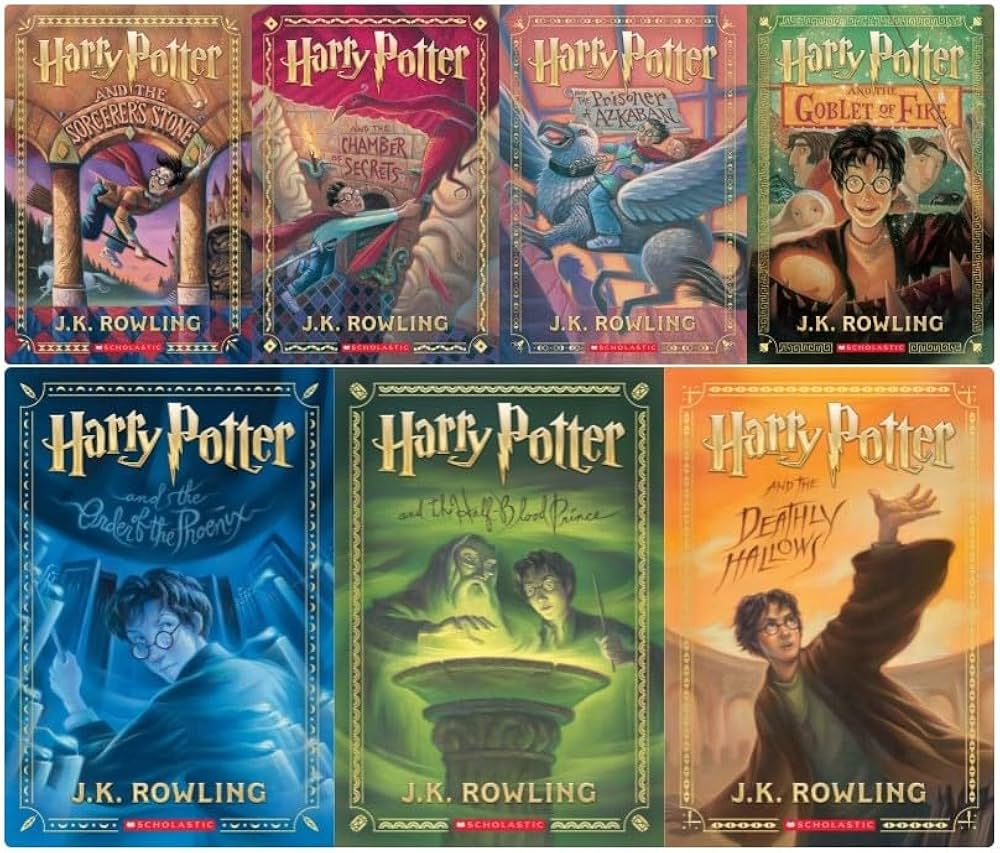 Harry Potter
AND THE
SORCERER'S STONE
J.K. ROWLING
SCHOLASTIC
Harry Potter
AND THE
CHAMBER
OF
SECRETS
J.K. ROWLING
SCHOLASTIC
Harry Potter
AND THE
Prisoner
of
AZKABAN
J.K. ROWLING
SCHOLASTIC
Harry Potter
AND THE
GOBLET OF FIRE
J.K. ROWLING
SCHOLASTIC
Harry Potter
and the
Order of the Phoenix
J.K. ROWLING
SCHOLASTIC
Harry Potter
and the Half-Blood Prince
J.K. ROWLING
SCHOLASTIC
Harry Potter
AND THE
DEATHLY
HALLOWS
J.K. ROWLING
SCHOLASTIC